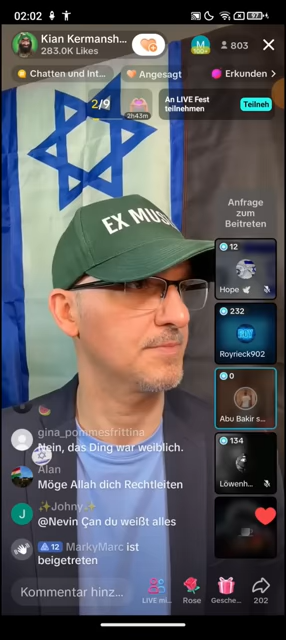 02:02
97
Kian Kermansh...
283.0K Likes
M
100+
803
Chatten und Int...
Angesagt
Erkunden
2/9
2h43m
An LIVE Fest
teilnehmen
Teilneh
EX MUS
Anfrage
zum
Beitreten
12
Hope
232
Royrieck902
0
Abu Bakir s...
134
Löwenh...
gina_pommesfrittina
Nein, das Ding war weiblich.
Alan
Möge Allah dich Rechtleiten
J
✨Johny✨
@Nevin Çan du weißt alles
12 MarkyMarc ist
beigetreten
Kommentar hinz...
LIVE mi...
Rose
Gesche...
202